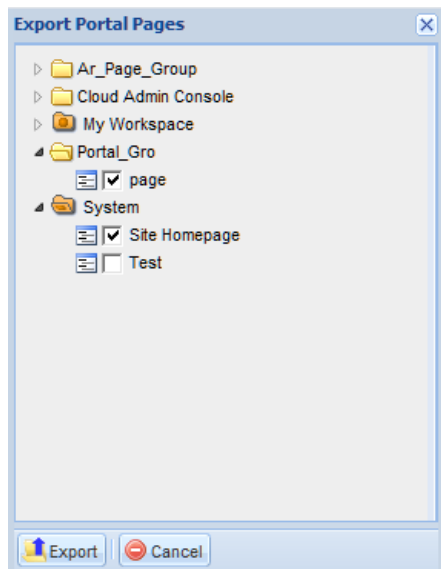 Export Portal Pages
Ar_Page_Group
Cloud Admin Console
My Workspace
Portal_Gro
page
System
Site Homepage
Test
Export Cancel